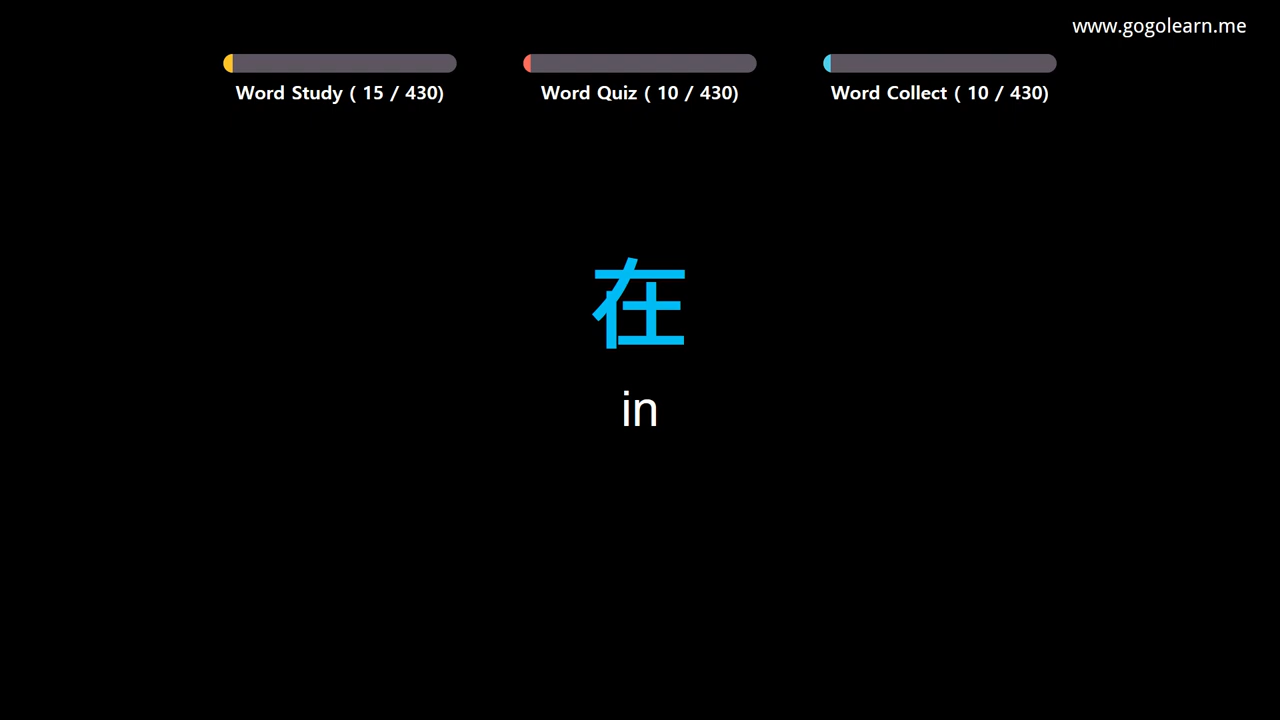 www.gogolearn.me
Word Study ( 15 / 430)
Word Quiz ( 10 / 430)
Word Collect ( 10 / 430)
在
in